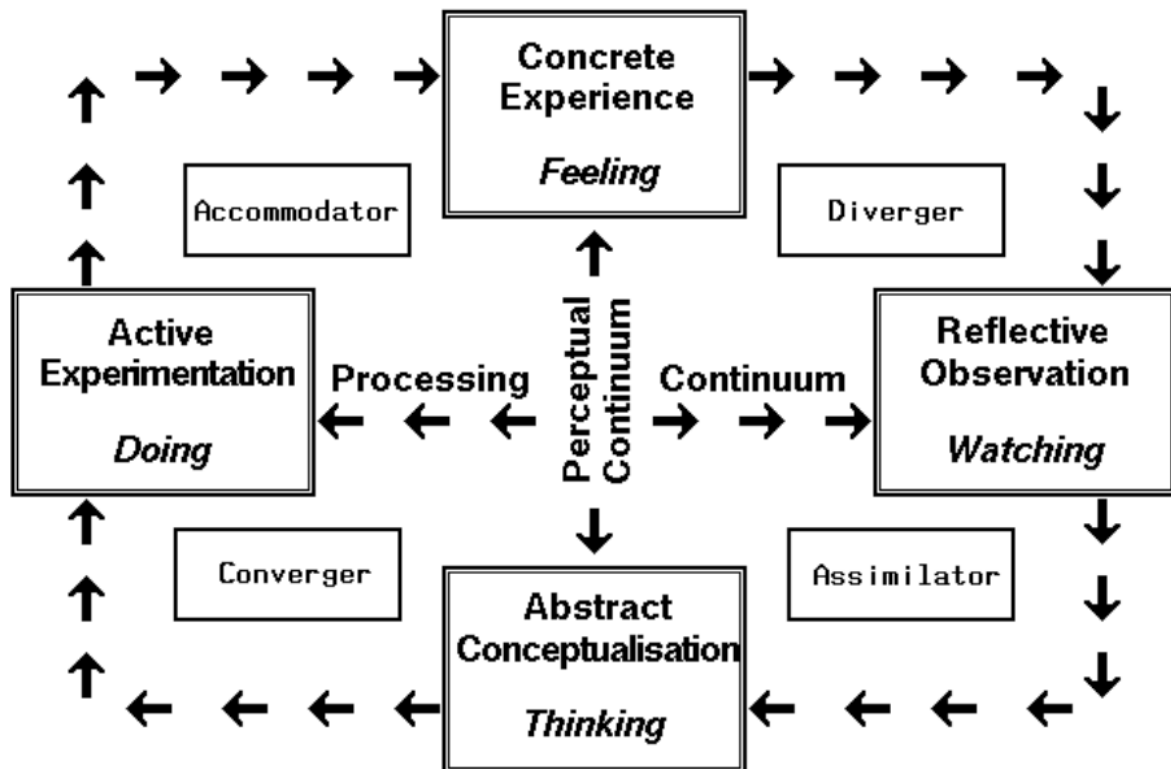 Concrete
Experience
Feeling
Accommodator
Diverger
Active
Experimentation
Doing
Processing
Perceptual
Continuum
Continuum
Reflective
Observation
Watching
Converger
Assimilator
Abstract
Conceptualisation
Thinking